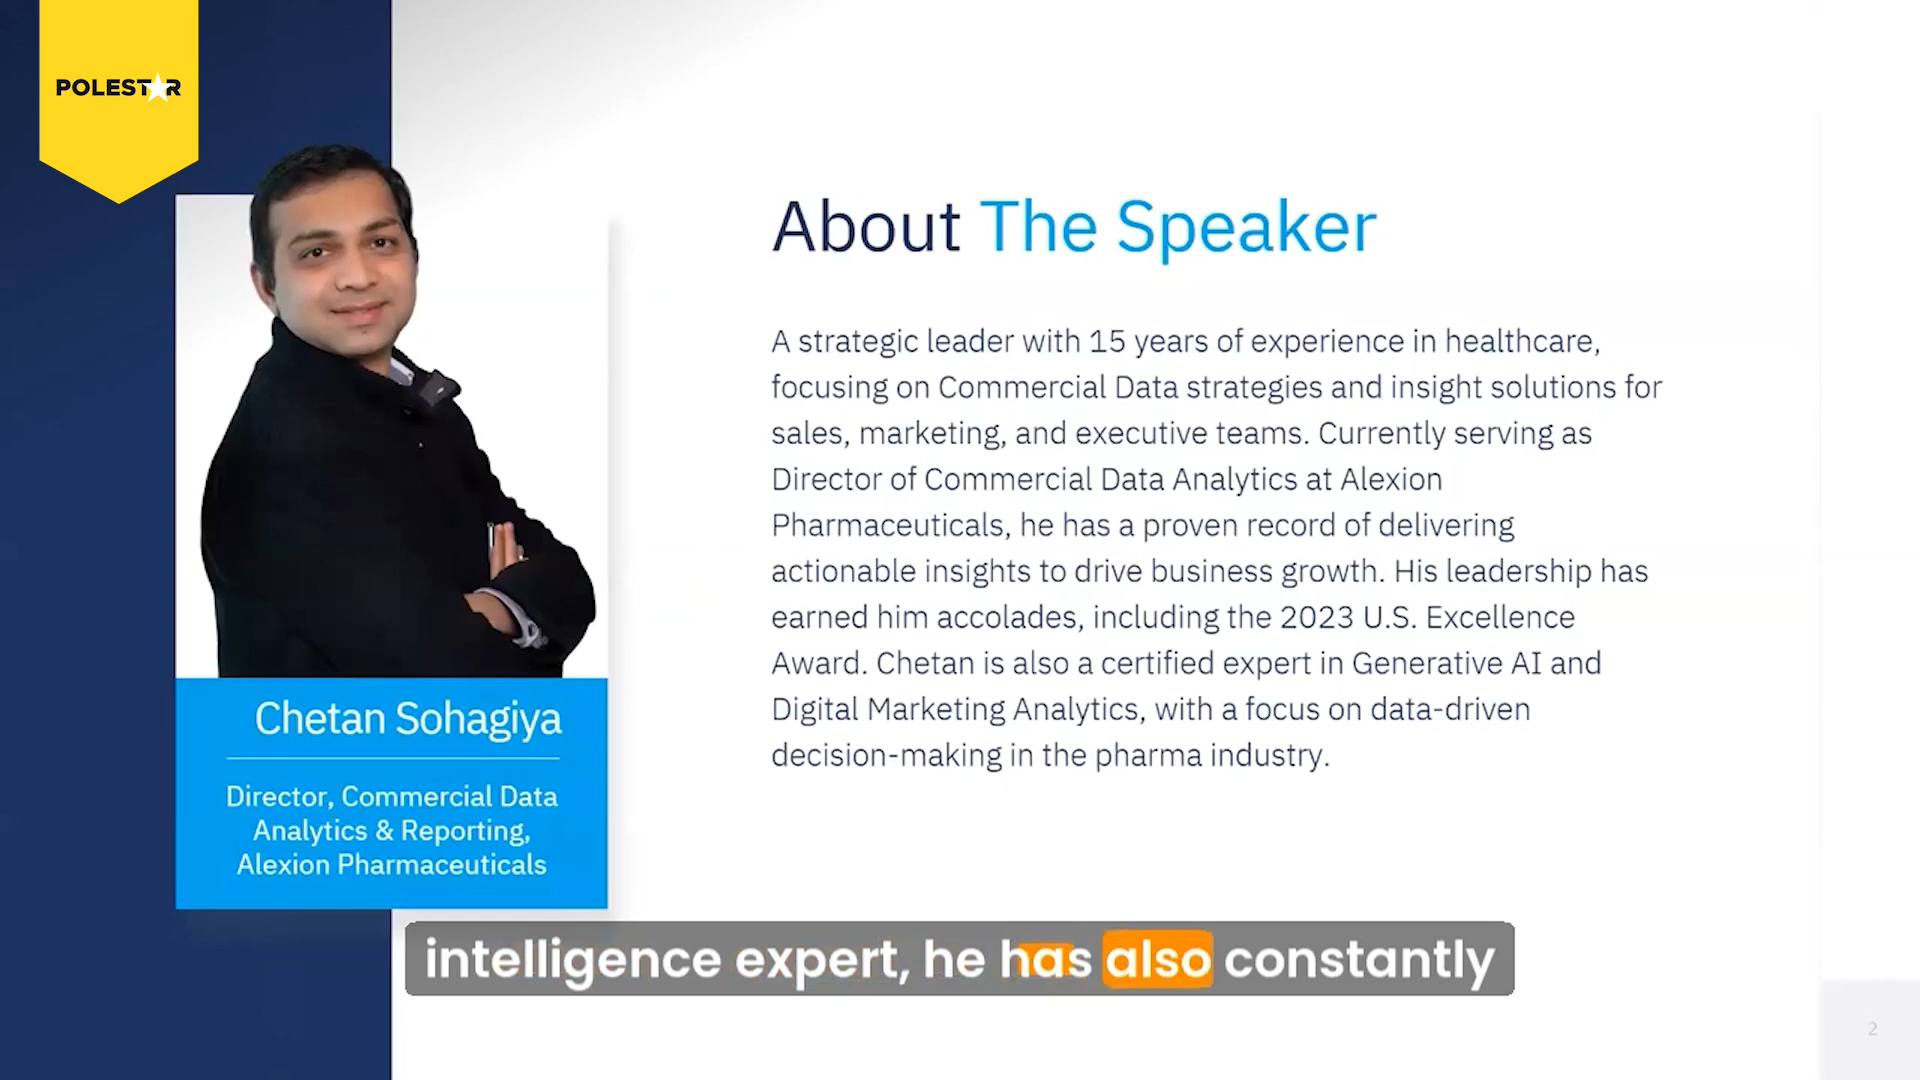 POLESTAR
About The Speaker
A strategic leader with 15 years of experience in healthcare,
focusing on Commercial Data strategies and insight solutions for
sales, marketing, and executive teams. Currently serving as
Director of Commercial Data Analytics at Alexion
Pharmaceuticals, he has a proven record of delivering
actionable insights to drive business growth. His leadership has
earned him accolades, including the 2023 U.S. Excellence
Award. Chetan is also a certified expert in Generative AI and
Digital Marketing Analytics, with a focus on data-driven
decision-making in the pharma industry.
Chetan Sohagiya
Director, Commercial Data
Analytics & Reporting,
Alexion Pharmaceuticals
intelligence expert, he has also constantly
2